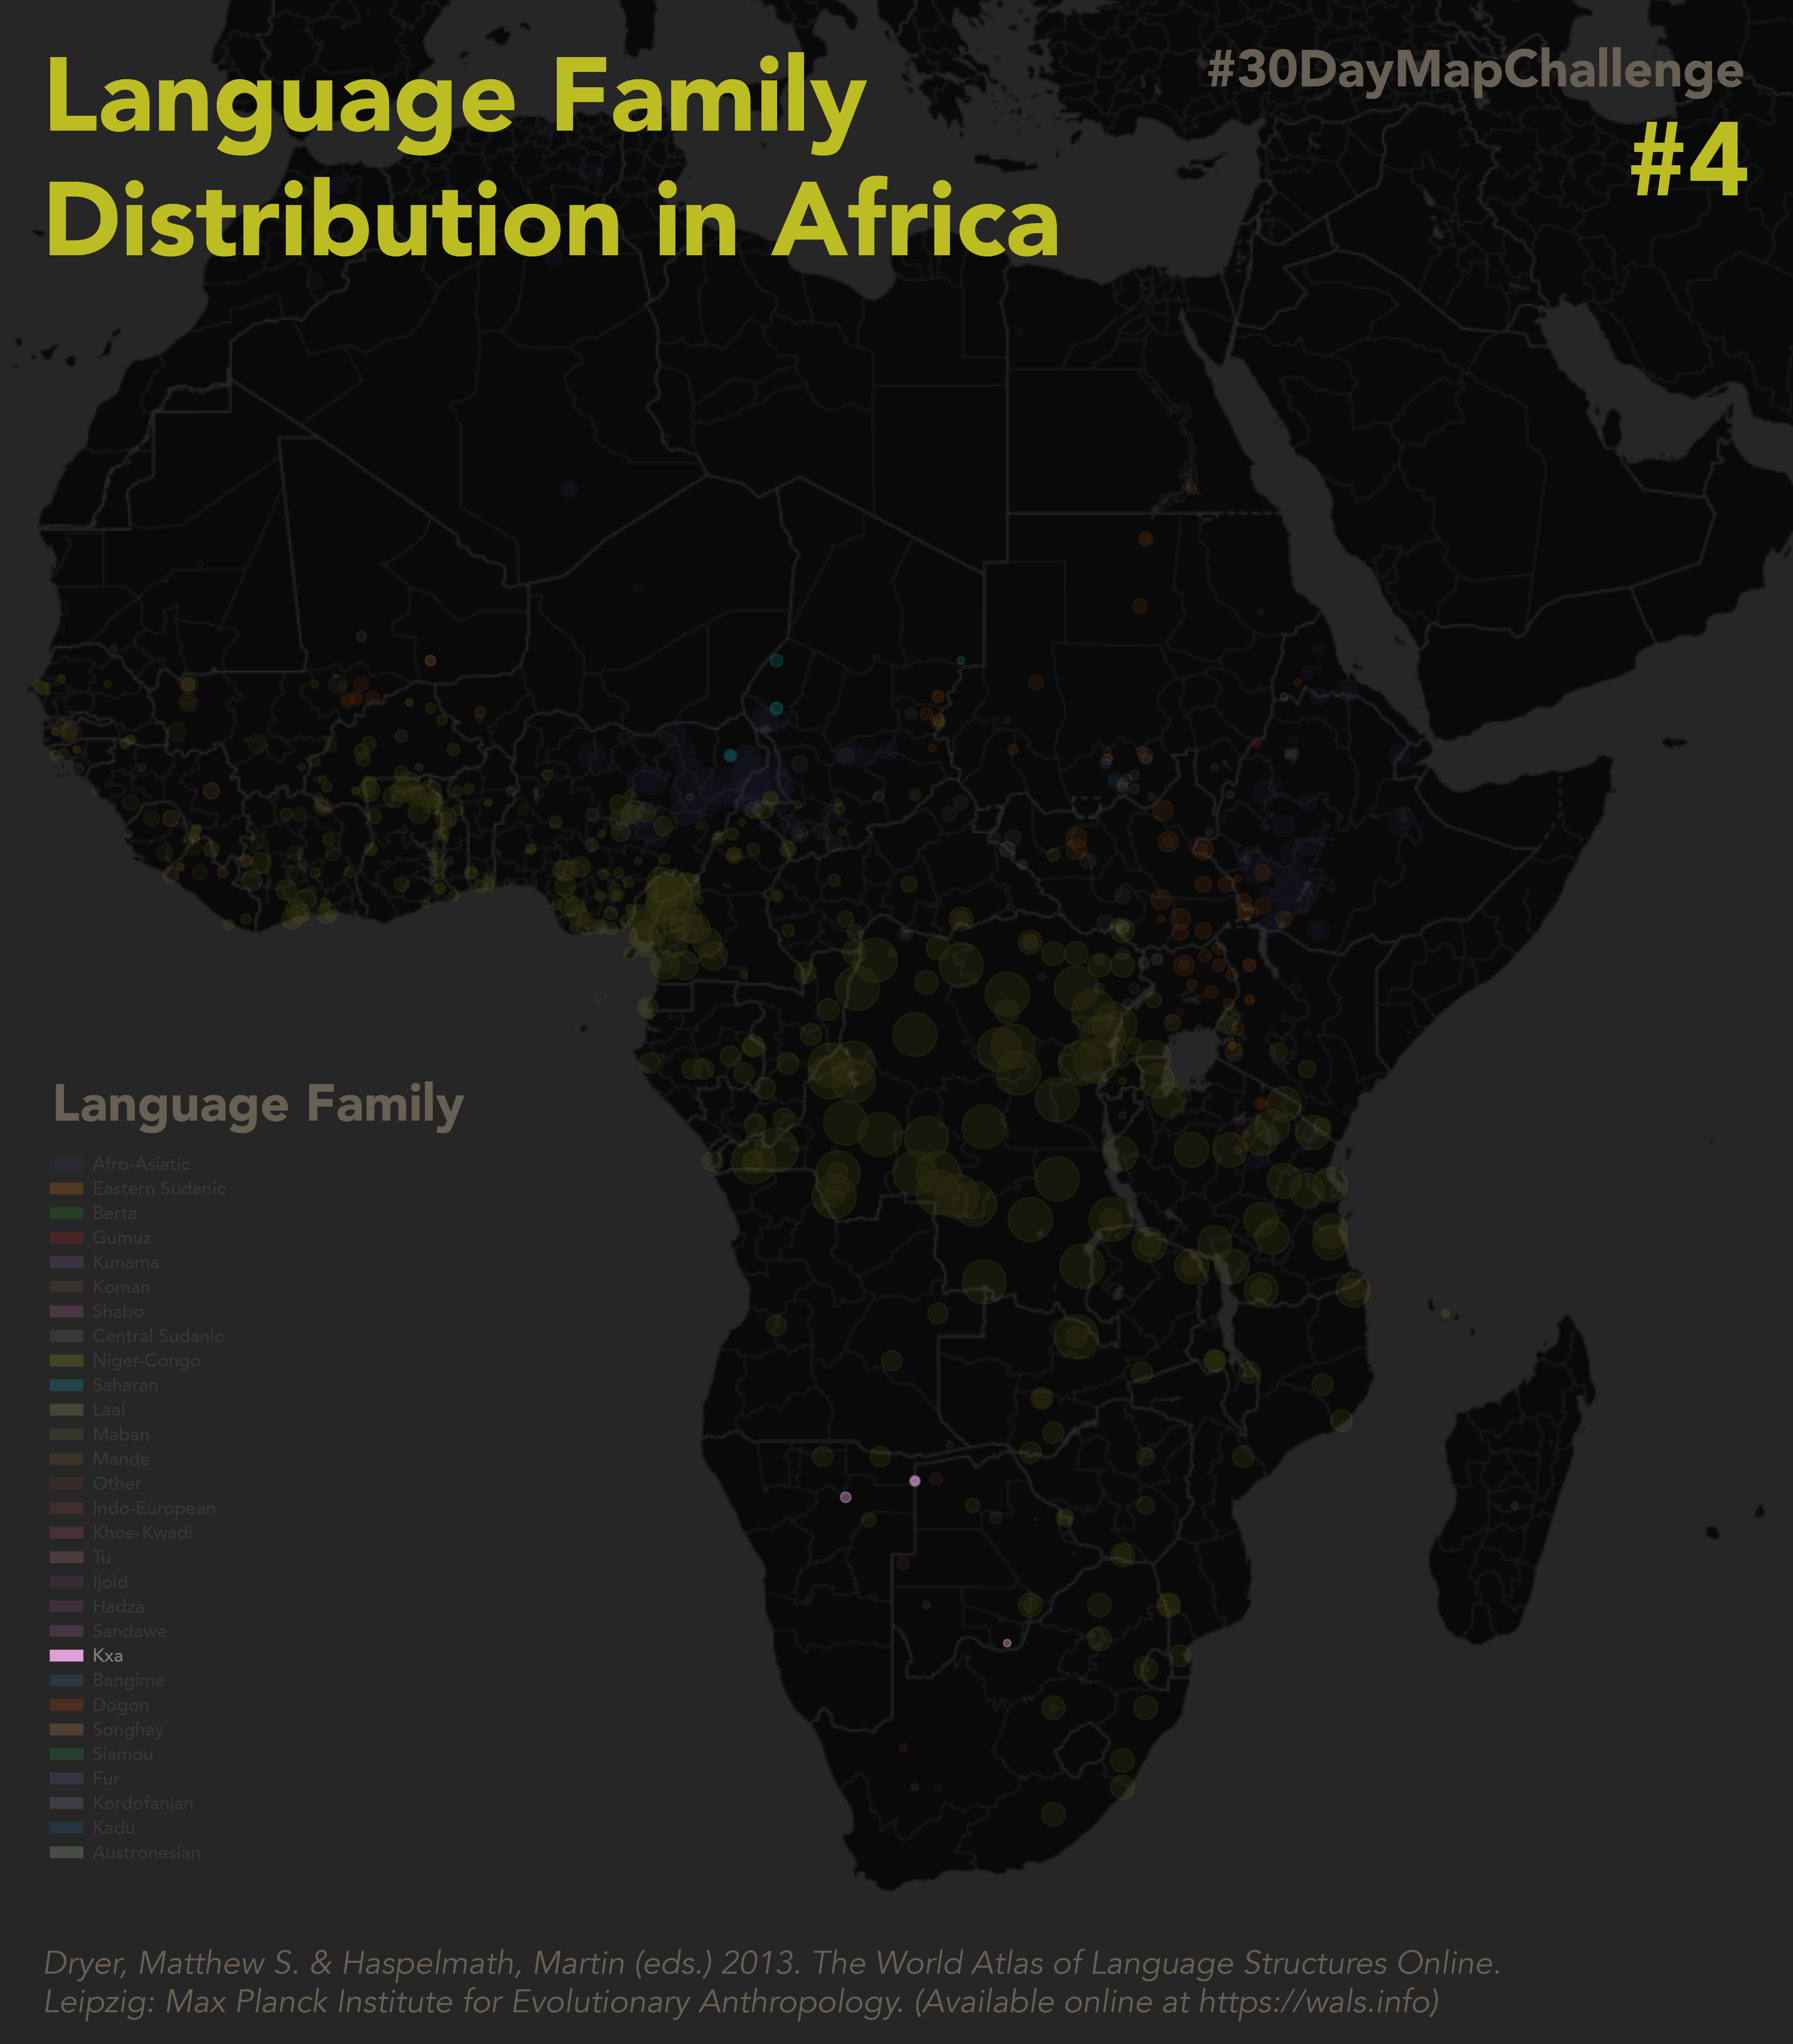 Language Family
Distribution in Africa
#30DayMapChallenge
#4
Language Family
Afro-Asiatic
Eastern Sudanic
Berta
Gumuz
Kunama
Koman
Shabo
Central Sudanic
Niger-Congo
Saharan
Laal
Maban
Mande
Other
Indo-European
Khoe-Kwadi
Tu
Ijoid
Hadza
Sandawe
Kxa
Bangime
Dogon
Songhay
Siamou
Fur
Kordofanian
Kadu
Austronesian
Dryer, Matthew S. & Haspelmath, Martin (eds.) 2013. The World Atlas of Language Structures Online.
Leipzig: Max Planck Institute for Evolutionary Anthropology. (Available online at https://wals.info)